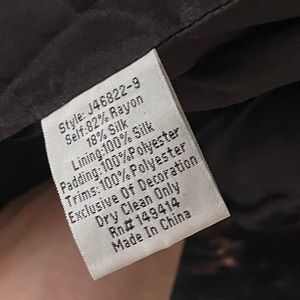 Style: J46822-9
Self:82% Rayon
18% Silk
Lining:100% Silk
Padding:100%Polyester
Trims:100%Polyester
Exclusive Of Decoration
Dry Clean Only
Rn# 149414
Made In China